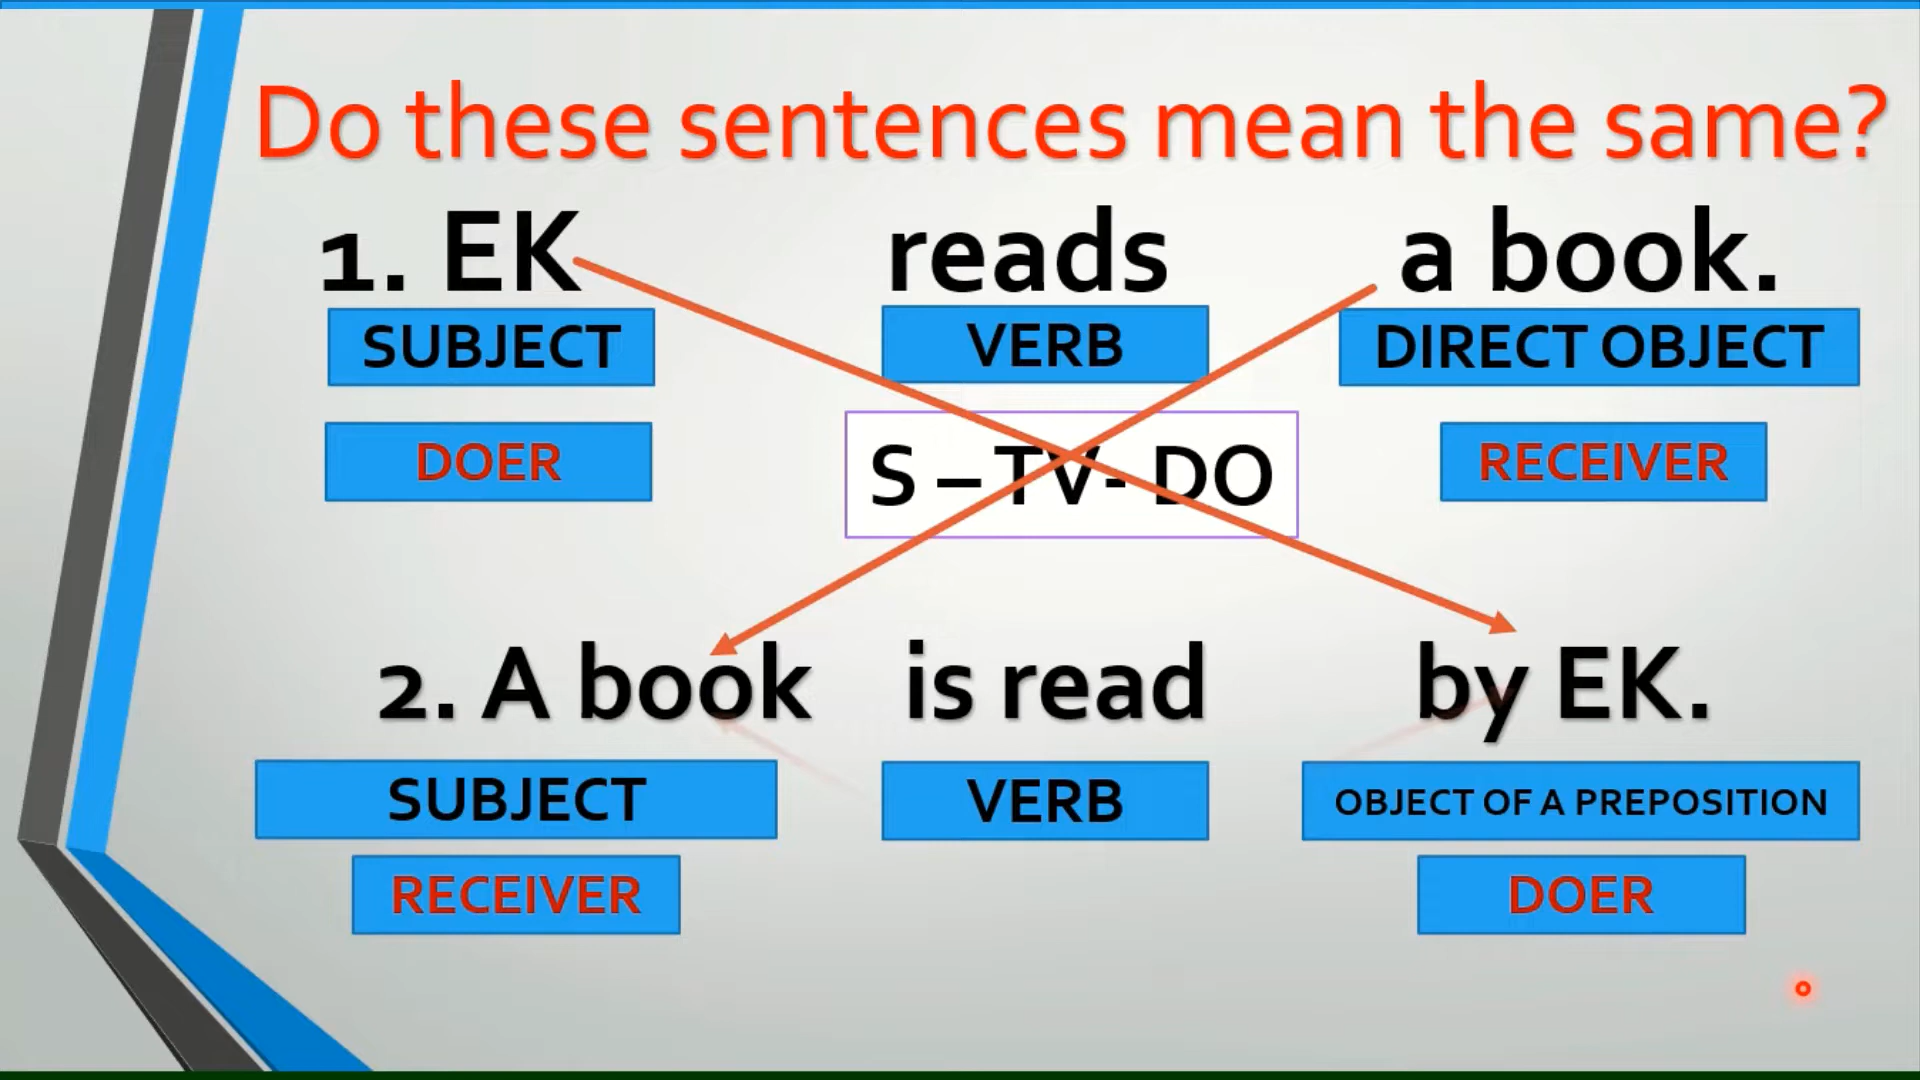 Do these sentences mean the same?
1. EK reads a book.
SUBJECT VERB DIRECT OBJECT
DOER S – TV- DO RECEIVER
2. A book is read by EK.
SUBJECT VERB OBJECT OF A PREPOSITION
RECEIVER DOER